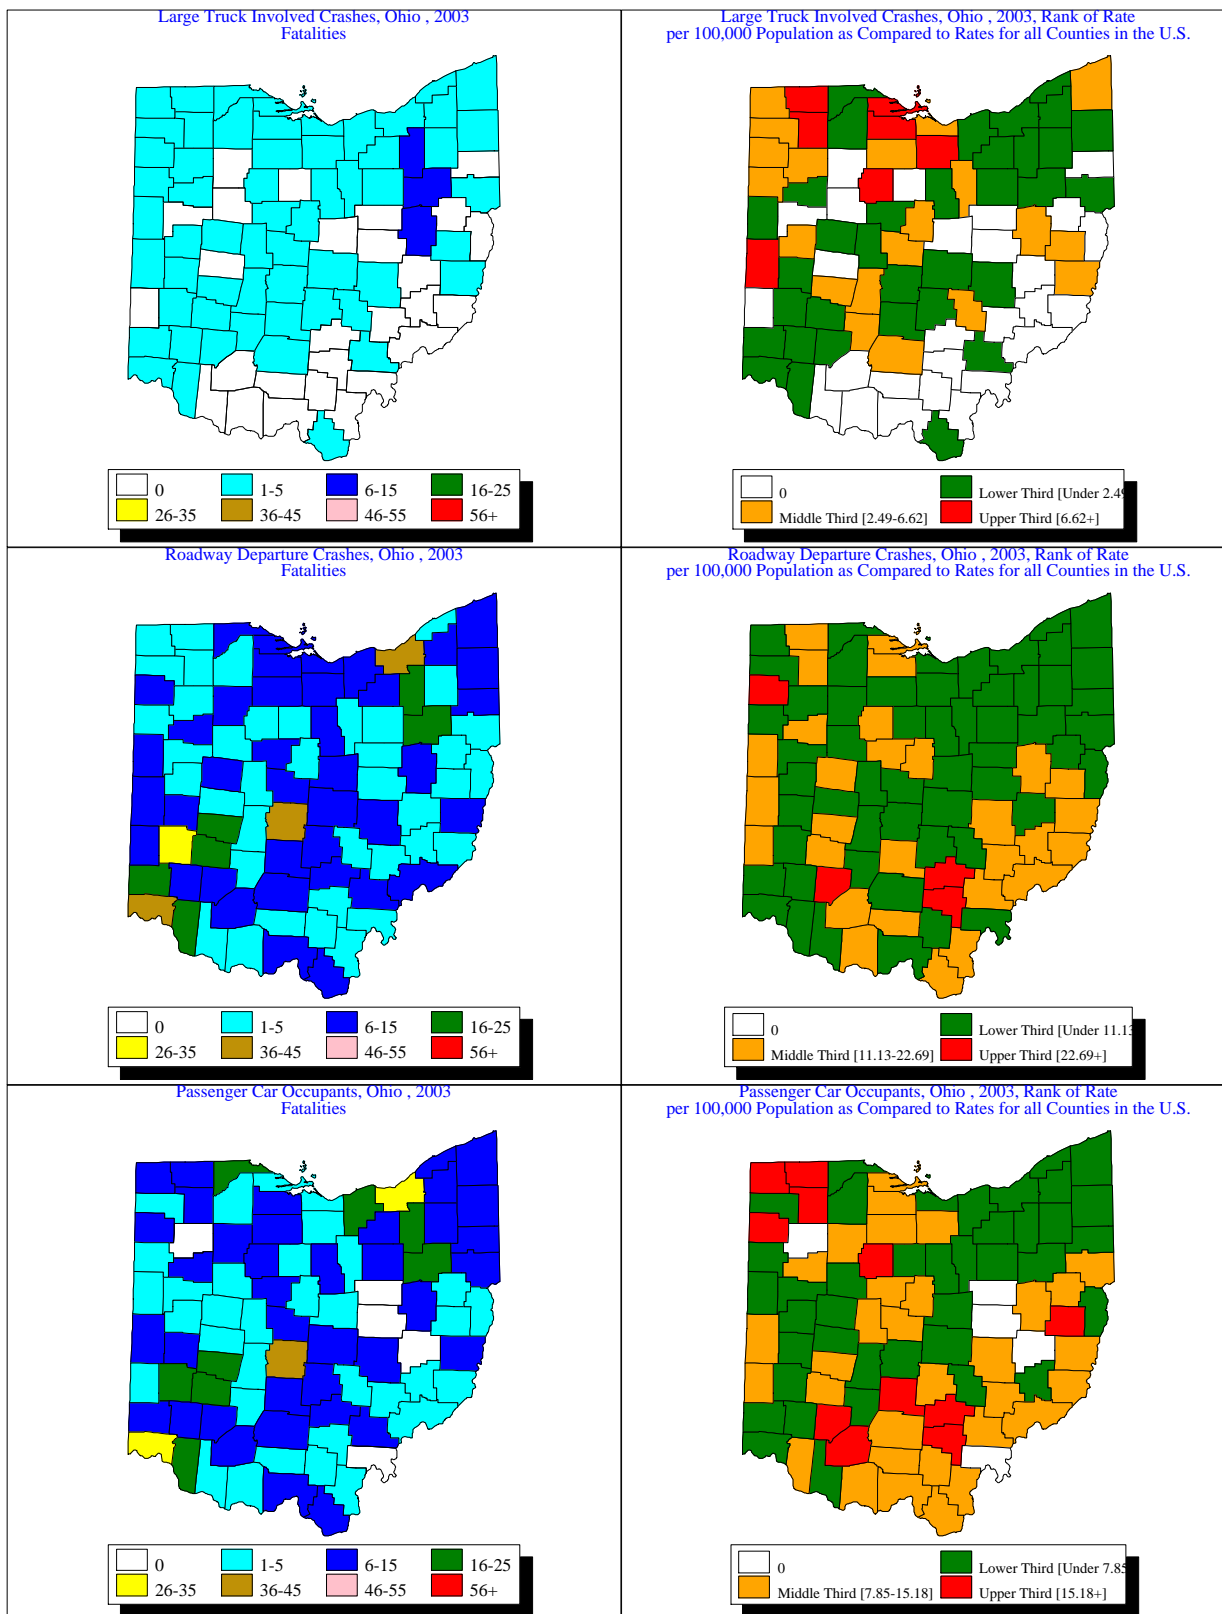 Large Truck Involved Crashes, Ohio , 2003
Fatalities
0
1-5
6-15
16-25
26-35
36-45
46-55
56+
Large Truck Involved Crashes, Ohio , 2003, Rank of Rate
per 100,000 Population as Compared to Rates for all Counties in the U.S.
0
Lower Third [Under 2.49
Middle Third [2.49-6.62]
Upper Third [6.62+]
Roadway Departure Crashes, Ohio , 2003
Fatalities
0
1-5
6-15
16-25
26-35
36-45
46-55
56+
Roadway Departure Crashes, Ohio , 2003, Rank of Rate
per 100,000 Population as Compared to Rates for all Counties in the U.S.
0
Lower Third [Under 11.13
Middle Third [11.13-22.69]
Upper Third [22.69+]
Passenger Car Occupants, Ohio , 2003
Fatalities
0
1-5
6-15
16-25
26-35
36-45
46-55
56+
Passenger Car Occupants, Ohio , 2003, Rank of Rate
per 100,000 Population as Compared to Rates for all Counties in the U.S.
0
Lower Third [Under 7.85
Middle Third [7.85-15.18]
Upper Third [15.18+]